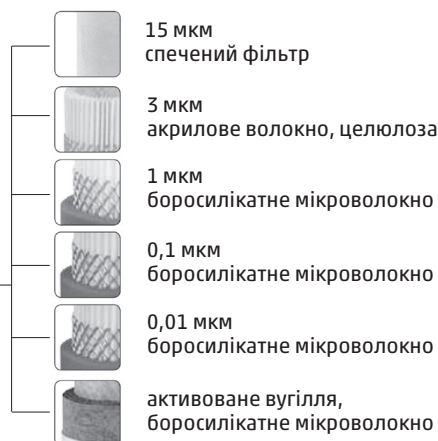 15 мкм
спечений фільтр
3 мкм
акрилове волокно, целюлоза
1 мкм
боросилікатне мікроволокно
0,1 мкм
боросилікатне мікроволокно
0,01 мкм
боросилікатне мікроволокно
активоване вугілля,
боросилікатне мікроволокно